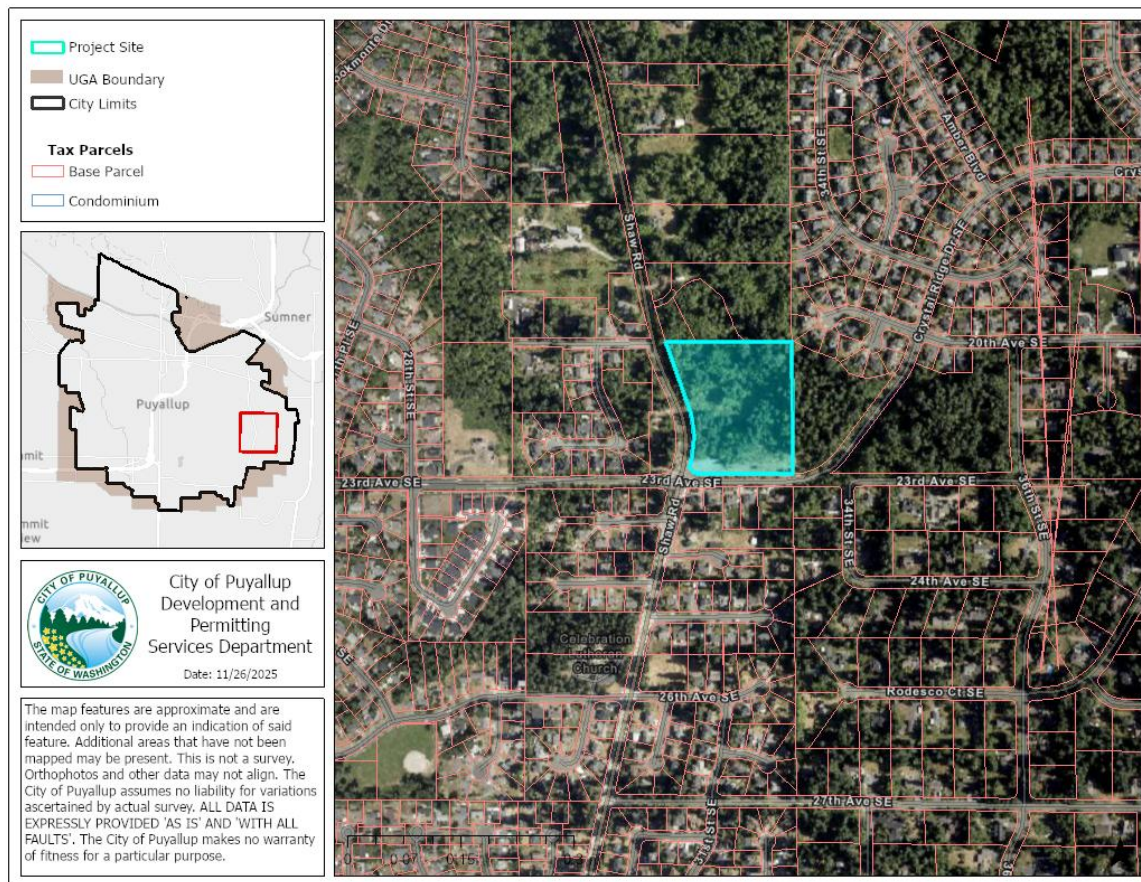 Project Site
UGA Boundary
City Limits
Tax Parcels
Base Parcel
Condominium
Sumner
Puyallup
CITY OF PUYALLUP
STATE OF WASHINGTON
City of Puyallup
Development and
Permitting
Services Department
Date: 11/26/2025
The map features are approximate and are
intended only to provide an indication of said
feature. Additional areas that have not been
mapped may be present. This is not a survey.
Orthophotos and other data may not align. The
City of Puyallup assumes no liability for variations
ascertained by actual survey. ALL DATA IS
EXPRESSLY PROVIDED 'AS IS' AND 'WITH ALL
FAULTS'. The City of Puyallup makes no warranty
of fitness for a particular purpose.
34th St SE
Amber Blvd
Shaw Rd
Crystal Ridge Dr SE
28th St SE
20th Ave SE
23rd Ave SE
23rd Ave SE
23rd Ave SE
Shaw Rd
34th St SE
36th St SE
24th Ave SE
Celebration
Lutheran
Church
26th Ave SE
Rodesco Ct SE
27th Ave SE
31st St SE